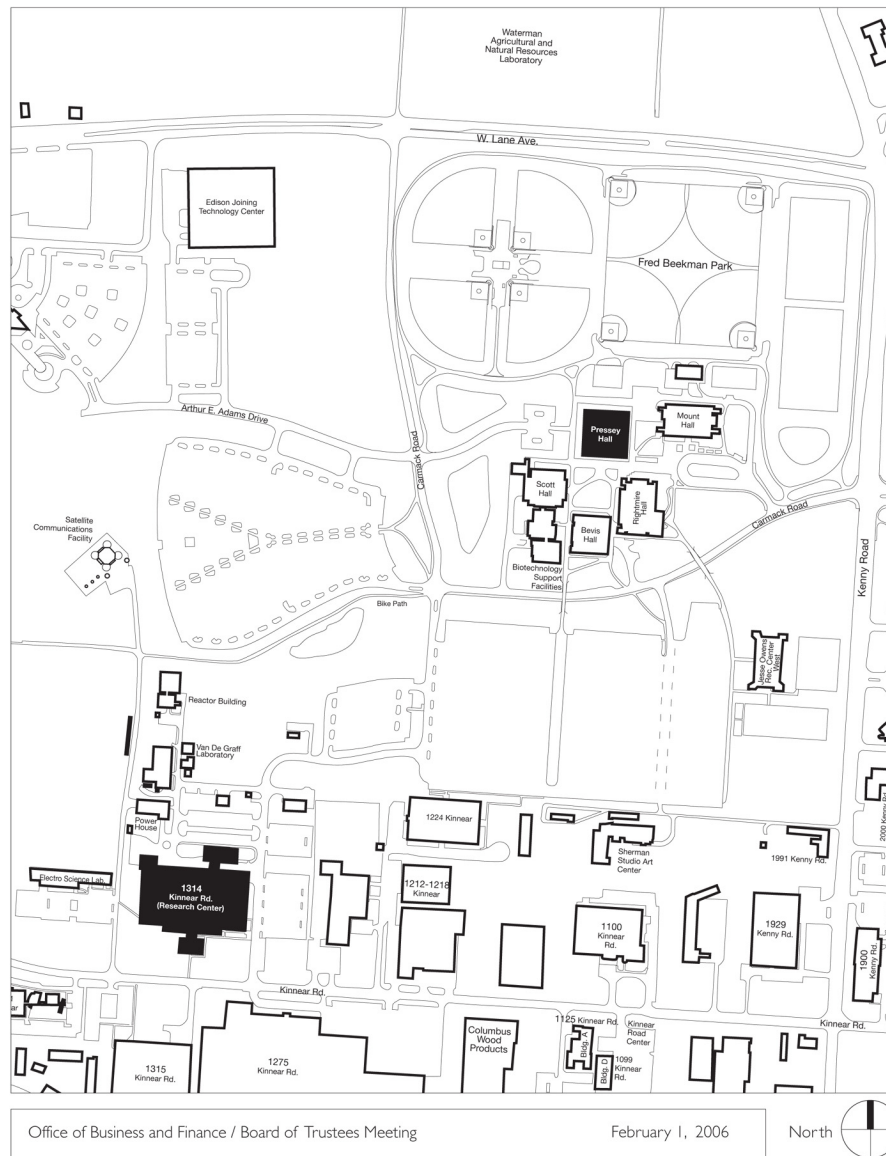 Waterman
Agricultural and
Natural Resources
Laboratory
W. Lane Ave.
Edison Joining
Technology Center
Fred Beekman Park
Arthur E. Adams Drive
Carmack Road
Pressey
Hall
Mount
Hall
Scott
Hall
Rightmire
Hall
Bevis
Hall
Carmack Road
Kenny Road
Satellite
Communications
Facility
Biotechnology
Support
Facilities
Bike Path
Jesse Owens
Rec. Center
West
Reactor Building
Van De Graff
Laboratory
Power
House
1224 Kinnear
2000 Kenny Rd.
Sherman
Studio Art
Center
1991 Kenny Rd.
Electro Science Lab.
1314
Kinnear Rd.
(Research Center)
1212-1218
Kinnear
1100
Kinnear
Rd.
1929
Kenny Rd.
1900
Kenny Rd.
Kinnear Rd.
1125 Kinnear Rd.
Kinnear
Road
Center
Kinnear Rd.
Columbus
Wood
Products
Bldg. A
Bldg. D
1099
Kinnear
Rd.
1315
Kinnear Rd.
1275
Kinnear Rd.
Office of Business and Finance / Board of Trustees Meeting
February 1, 2006
North